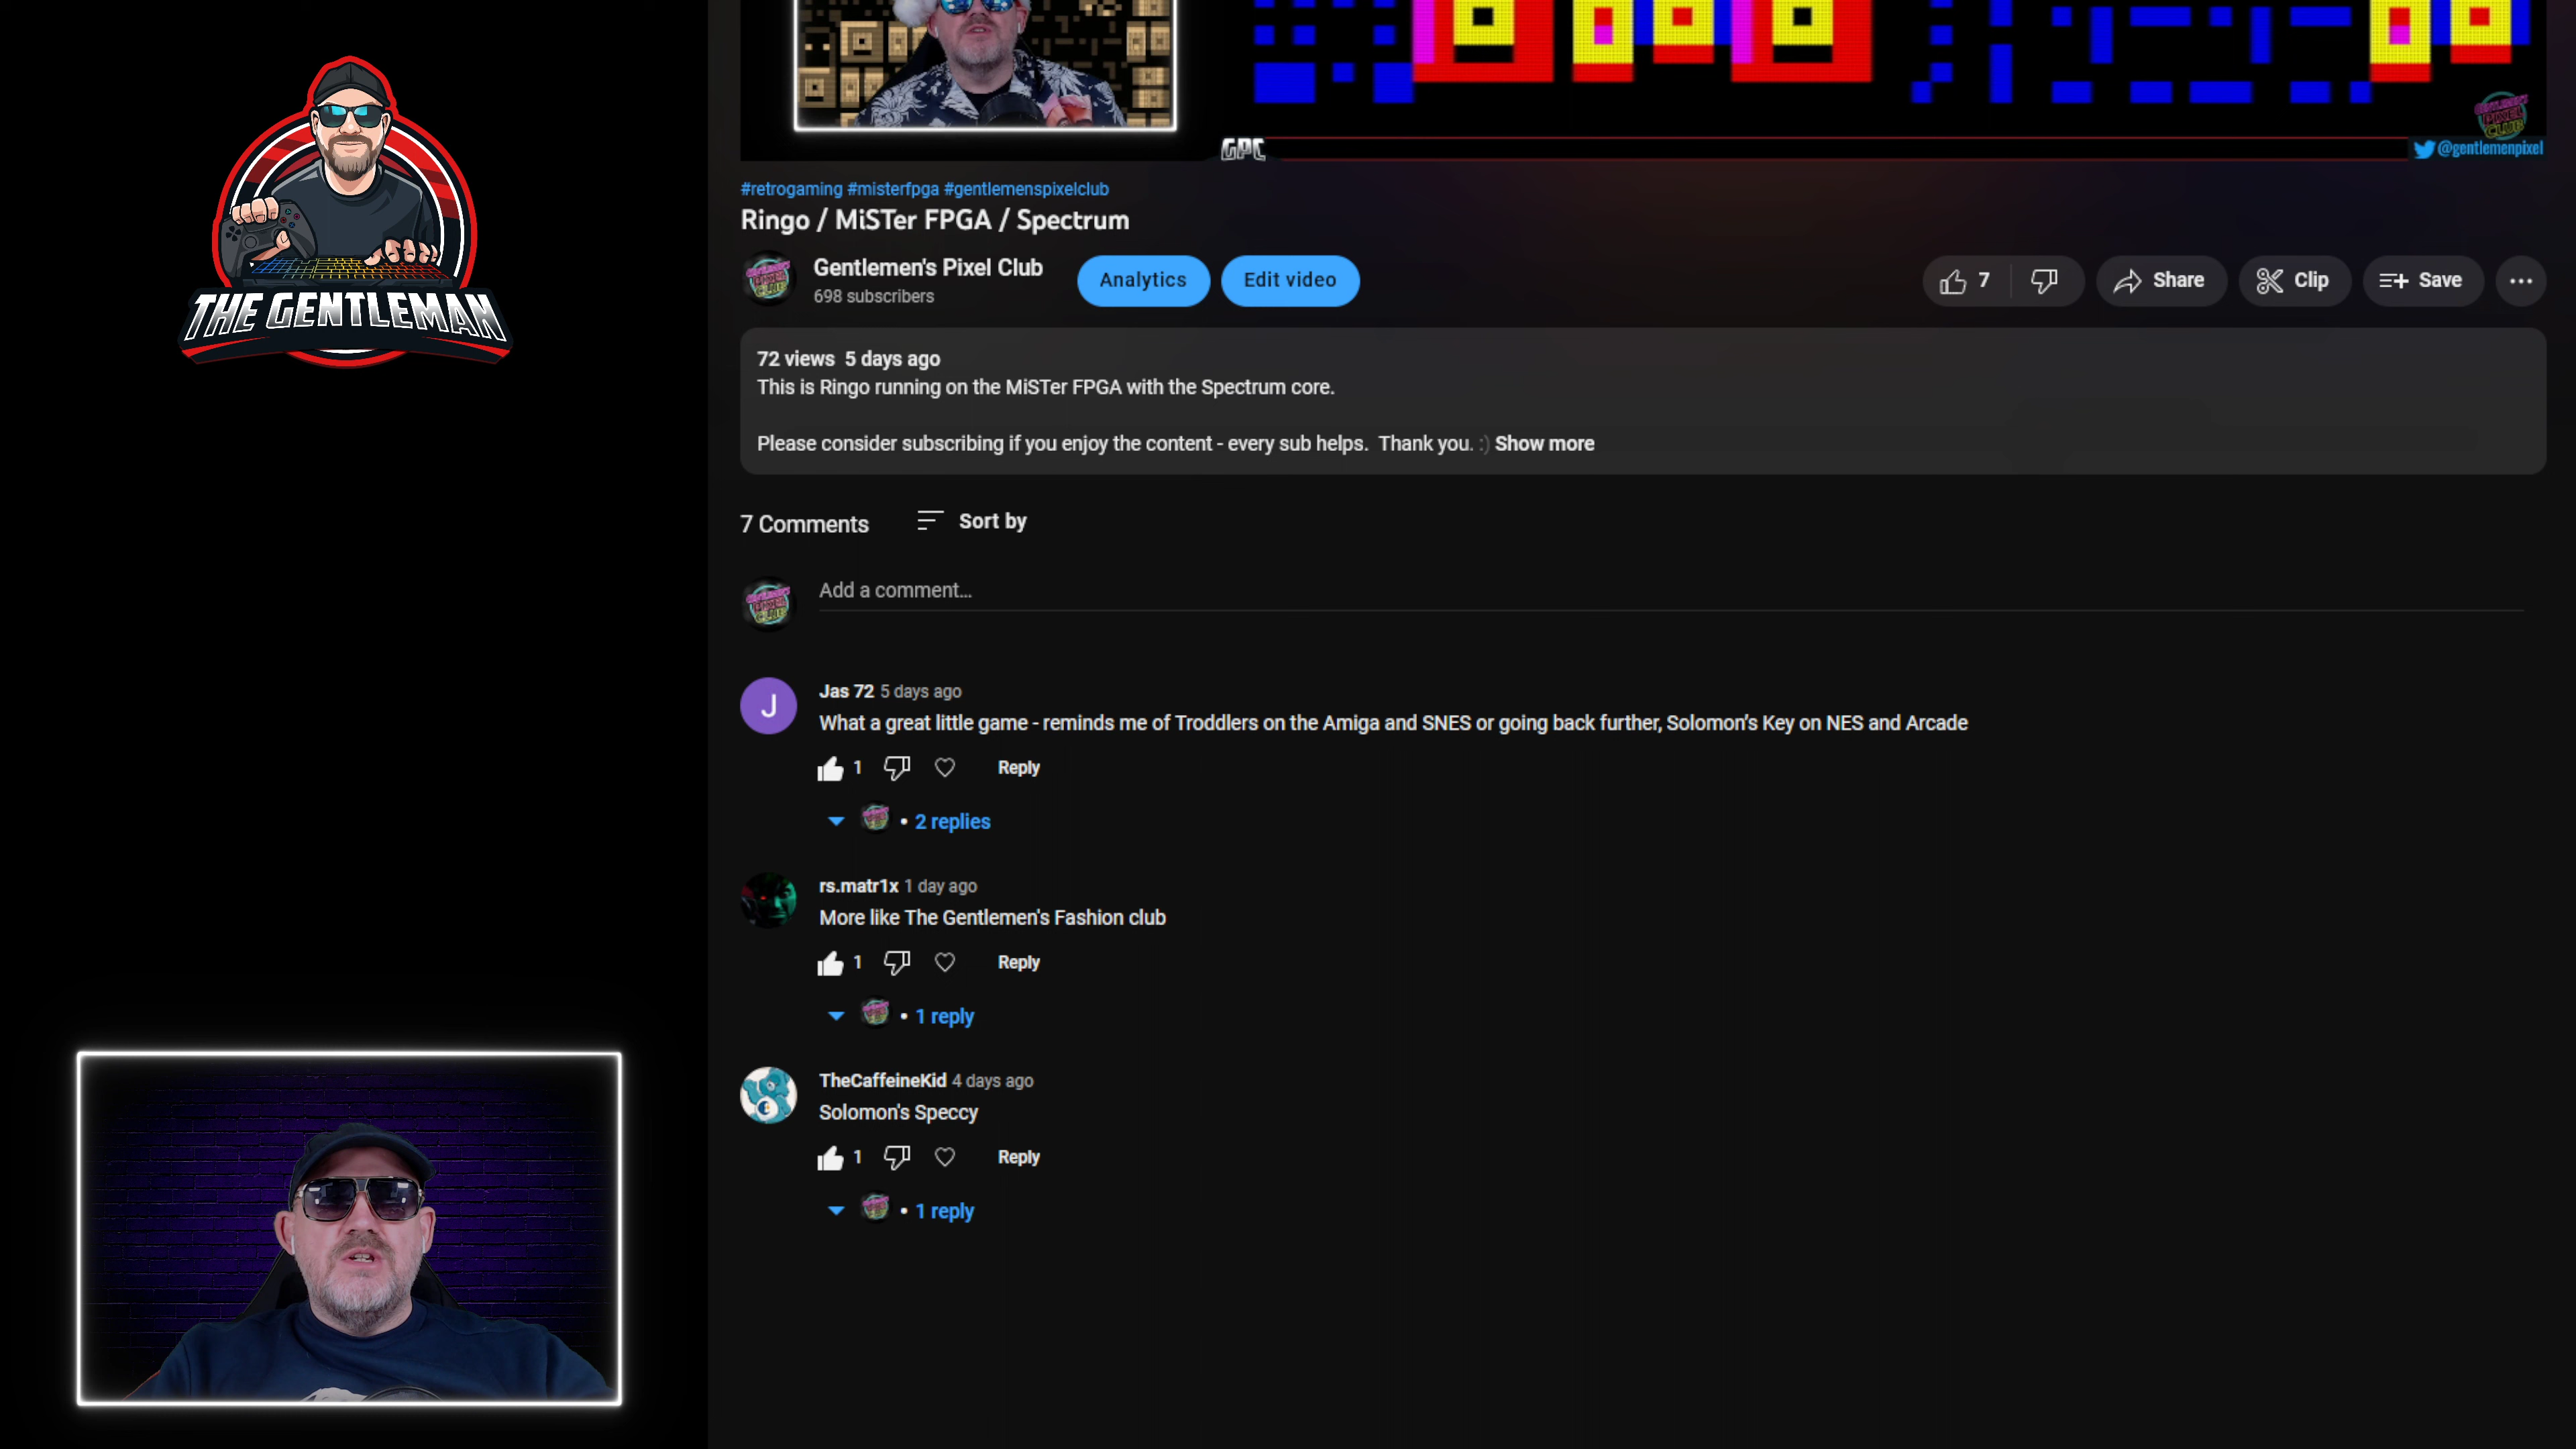 THE GENTLEMAN
GENTLEMEN'S
PIXEL
CLUB
GPC
@gentlemenpixel
#retrogaming #misterfpga #gentlemenspixelclub
Ringo / MiSTer FPGA / Spectrum
Gentlemen's Pixel Club
698 subscribers
Analytics
Edit video
7
Share
Clip
Save
72 views 5 days ago
This is Ringo running on the MiSTer FPGA with the Spectrum core.
Please consider subscribing if you enjoy the content - every sub helps. Thank you. :) Show more
7 Comments
Sort by
Add a comment...
J
Jas 72 5 days ago
What a great little game - reminds me of Troddlers on the Amiga and SNES or going back further, Solomon's Key on NES and Arcade
1
Reply
• 2 replies
rs.matr1x 1 day ago
More like The Gentlemen's Fashion club
1
Reply
• 1 reply
TheCaffeineKid 4 days ago
Solomon's Speccy
1
Reply
• 1 reply